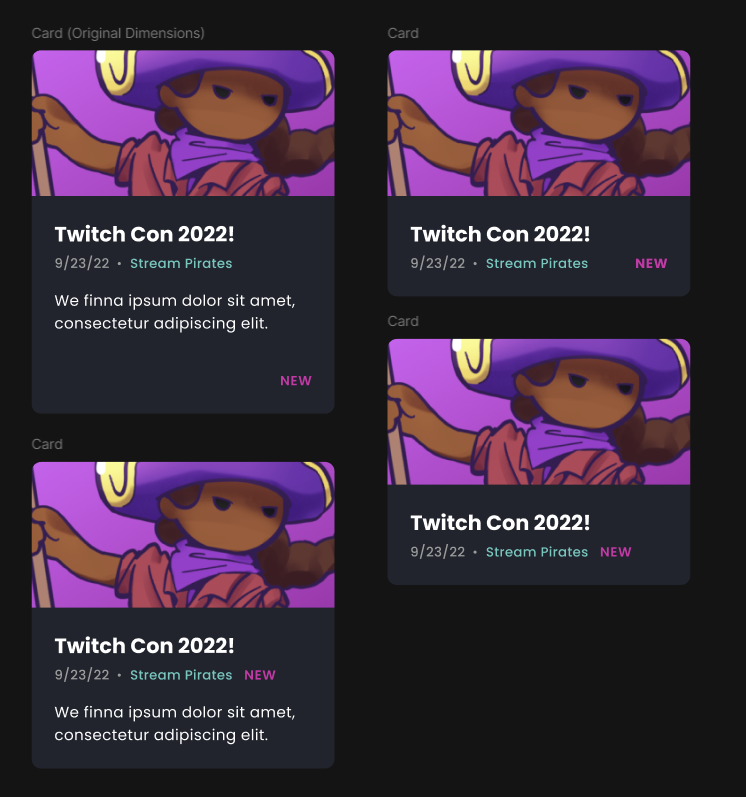 Card (Original Dimensions)
Twitch Con 2022!
9/23/22 • Stream Pirates
We finna ipsum dolor sit amet,
consectetur adipiscing elit.
NEW
Card
Twitch Con 2022!
9/23/22 • Stream Pirates NEW
We finna ipsum dolor sit amet,
consectetur adipiscing elit.
Card
Twitch Con 2022!
9/23/22 • Stream Pirates NEW
Card
Twitch Con 2022!
9/23/22 • Stream Pirates NEW